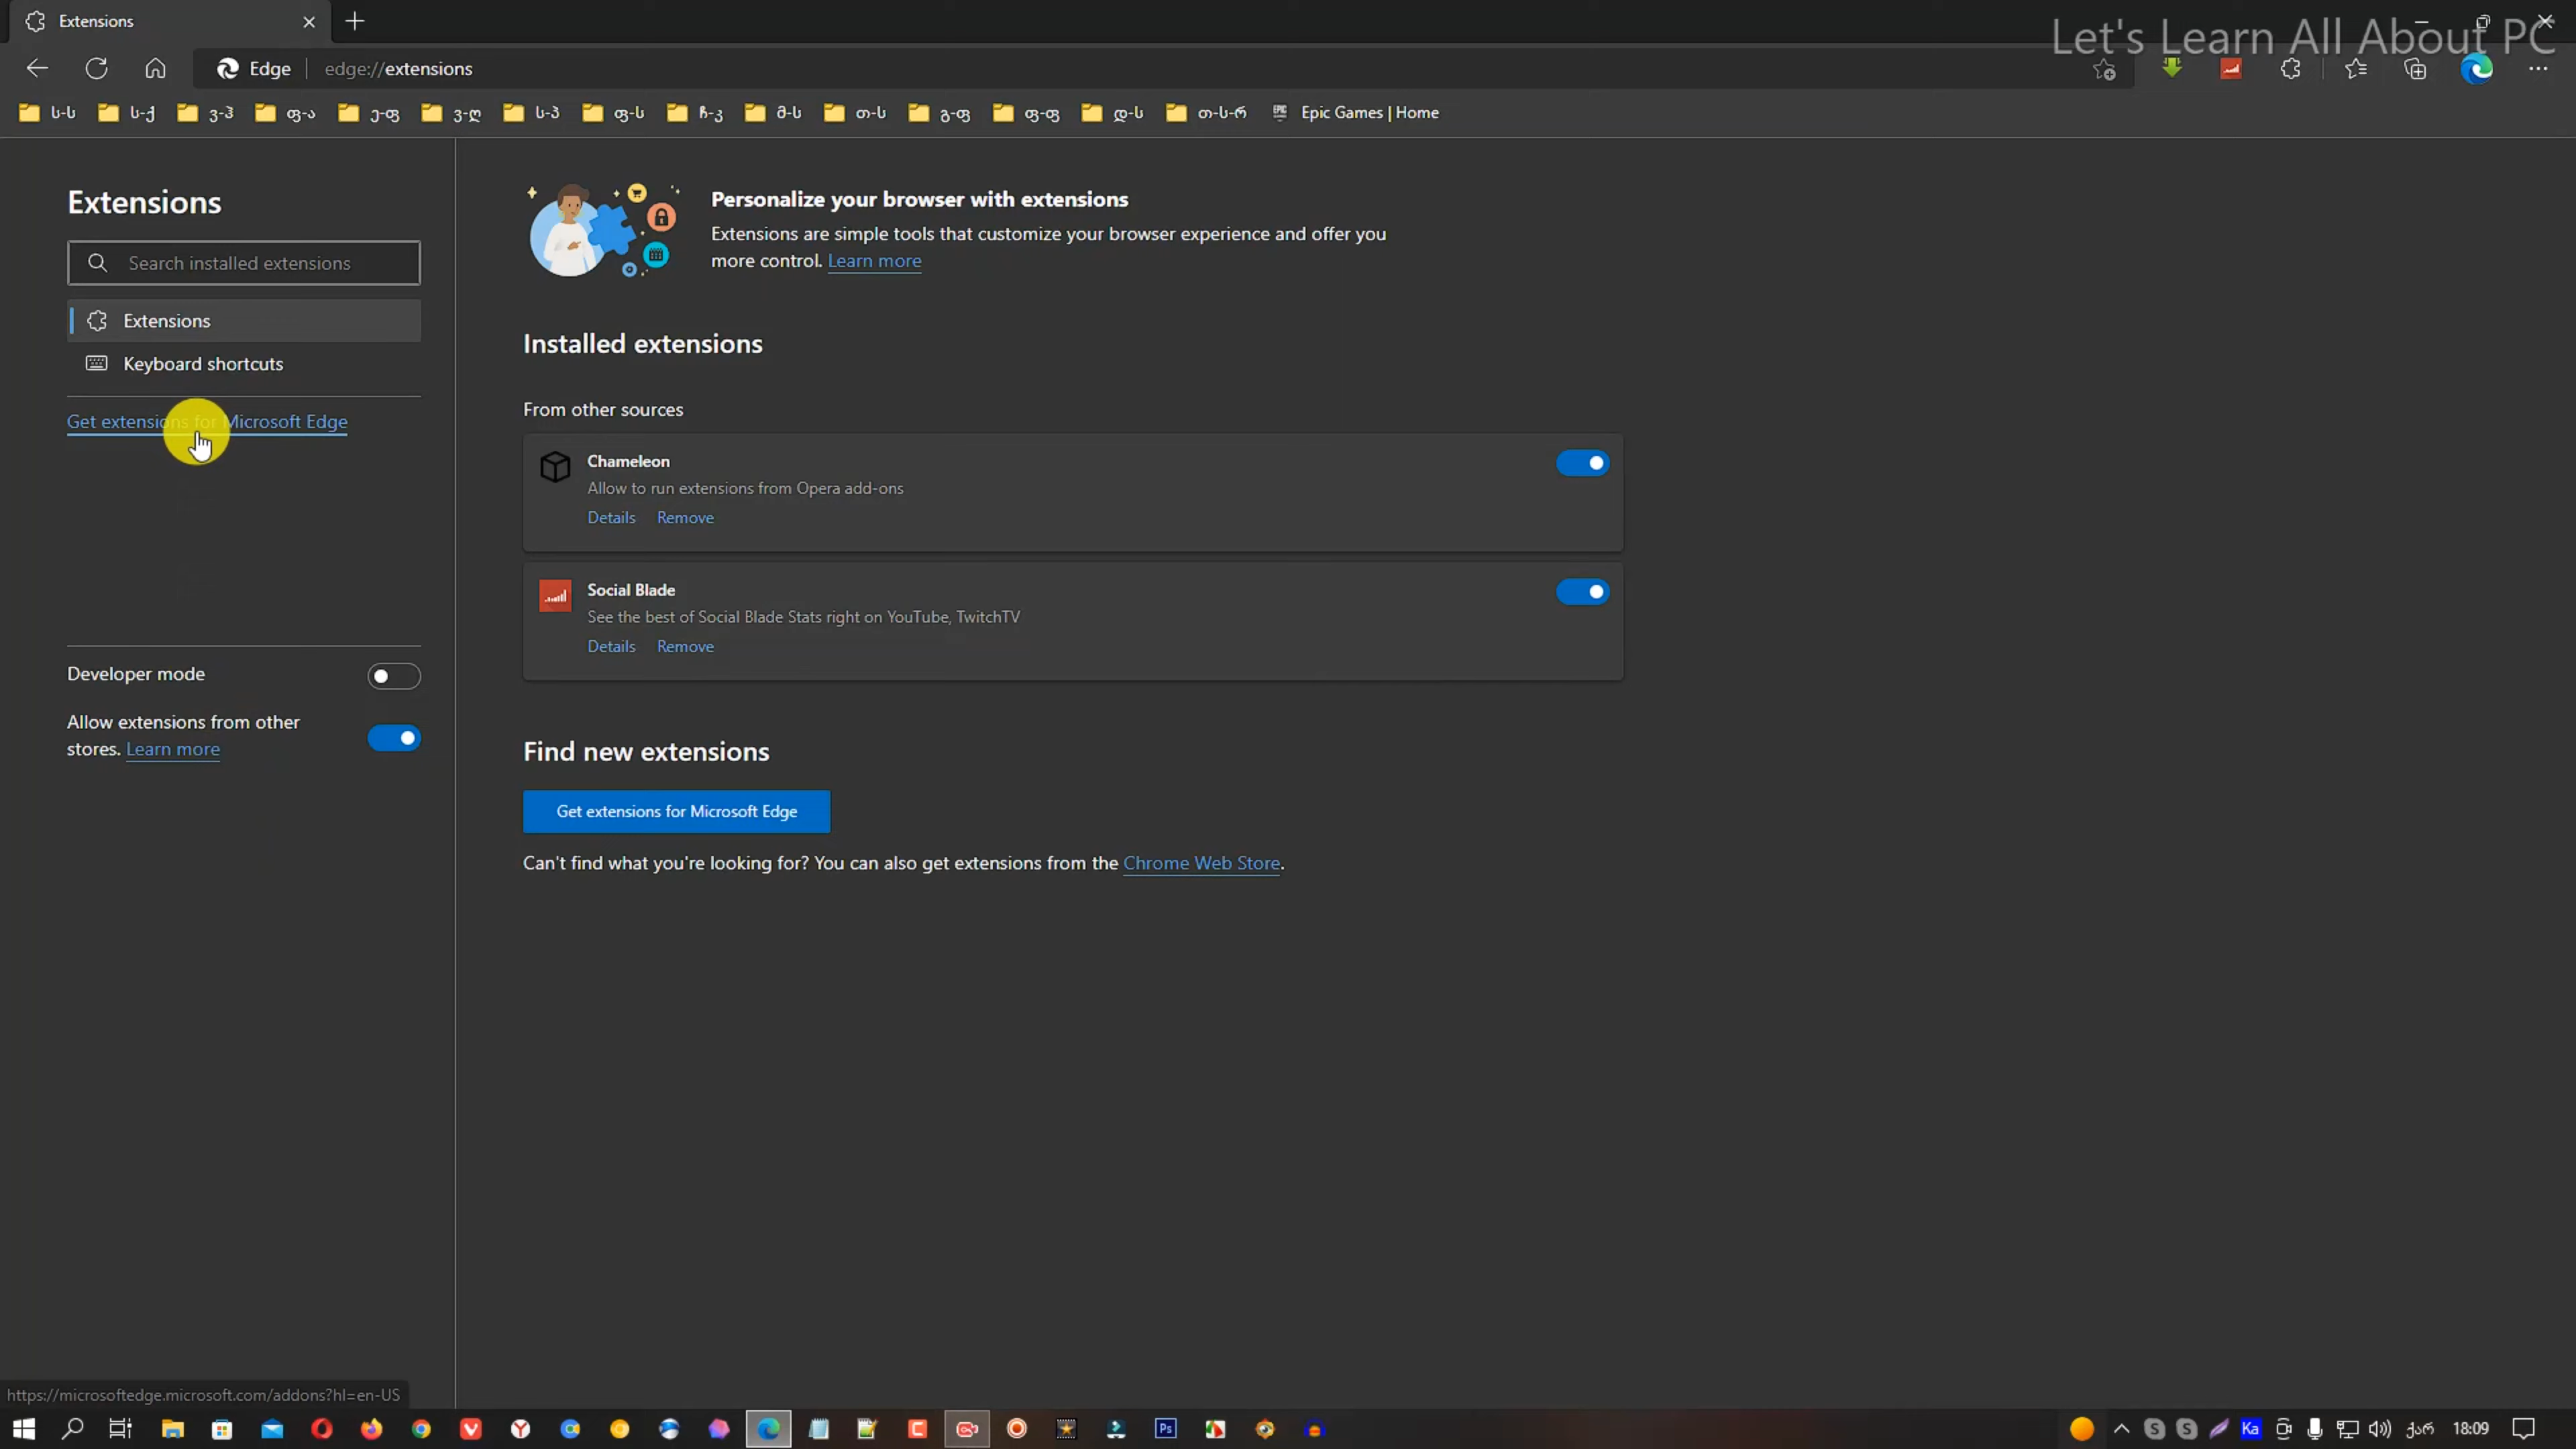 Extensions
Let's Learn All About PC
Edge
edge://extensions
ს-ს
ს-ქ
ვ-ჰ
ფ-ა
ე-ფ
ვ-ღ
ს-პ
ფ-ს
ჩ-კ
მ-ს
თ-ს
გ-ფ
ფ-ფ
დ-ს
თ-ს-რ
EPIC
Epic Games | Home
Extensions
Search installed extensions
Extensions
Keyboard shortcuts
Get extensions for Microsoft Edge
Developer mode
Allow extensions from other
stores. Learn more
Personalize your browser with extensions
Extensions are simple tools that customize your browser experience and offer you
more control. Learn more
Installed extensions
From other sources
Chameleon
Allow to run extensions from Opera add-ons
Details Remove
Social Blade
See the best of Social Blade Stats right on YouTube, TwitchTV
Details Remove
Find new extensions
Get extensions for Microsoft Edge
Can't find what you're looking for? You can also get extensions from the Chrome Web Store.
https://microsoftedge.microsoft.com/addons?hl=en-US
Ps
Ka
ქარ
18:09